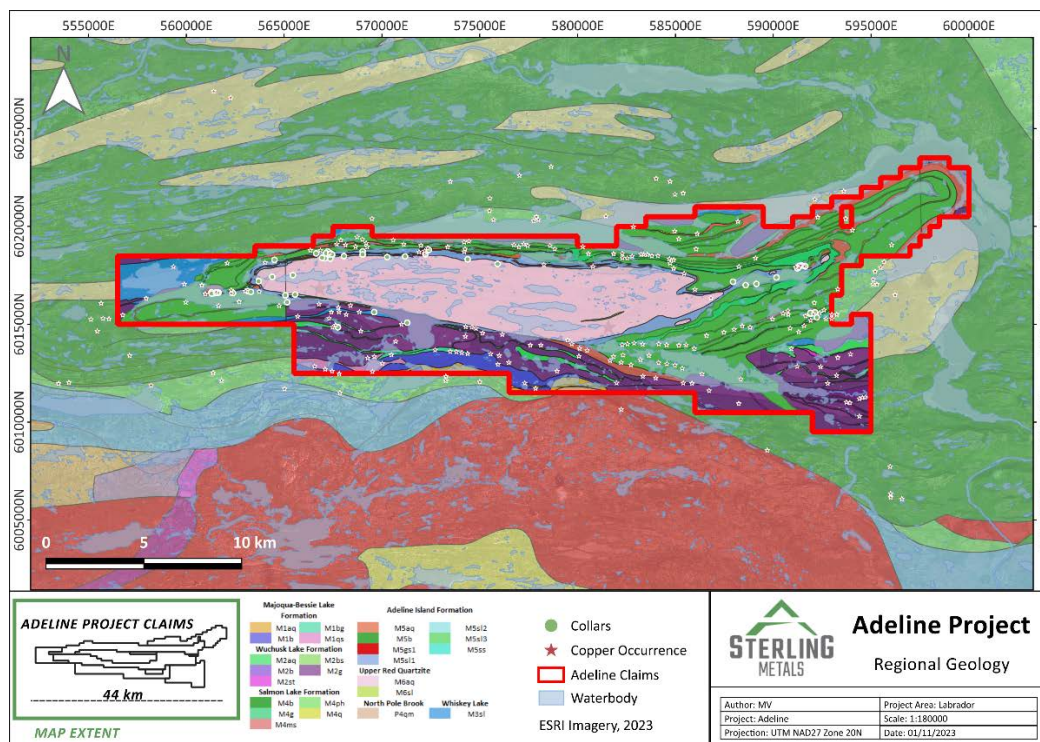 555000E 560000E 565000E 570000E 575000E 580000E 585000E 590000E 595000E 600000E
N
6025000N
6020000N
6015000N
6010000N
6005000N
0 5 10 km
ADELINE PROJECT CLAIMS
44 km
MAP EXTENT
Majoqua-Bessie Lake
Formation
M1aq M1bg
M1b M1qs
Wuchusk Lake Formation
M2aq M2bs
M2b M2g
M2st
Salmon Lake Formation
M4b M4ph
M4g M4q
M4ms
Adeline Island Formation
M5aq M5sl2
M5b M5sl3
M5gs1 M5ss
M5sl1
Upper Red Quartzite
M6aq
M6sl
North Pole Brook
P4qm
Whiskey Lake
M3sl
Collars
Copper Occurrence
Adeline Claims
Waterbody
ESRI Imagery, 2023
STERLING
METALS
Adeline Project
Regional Geology
Author: MV Project Area: Labrador
Project: Adeline Scale: 1:180000
Projection: UTM NAD27 Zone 20N Date: 01/11/2023